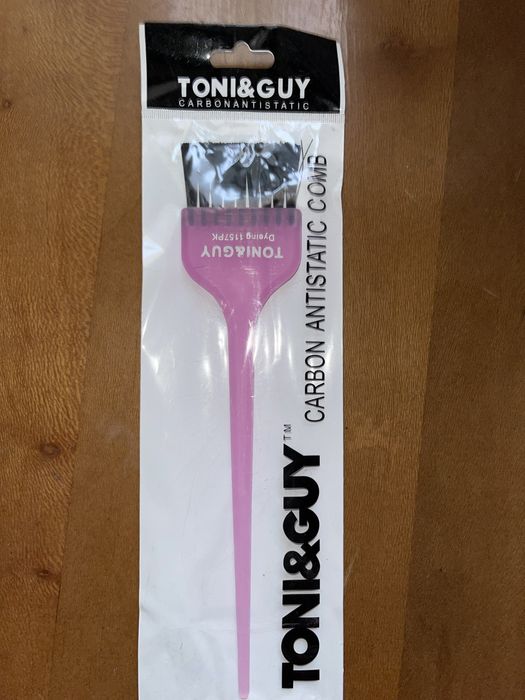 TONI&GUY
CARBONANTISTATIC
TONI&GUY
Dyeing 1157PK
CARBON ANTISTATIC COMB
TONI&GUY™